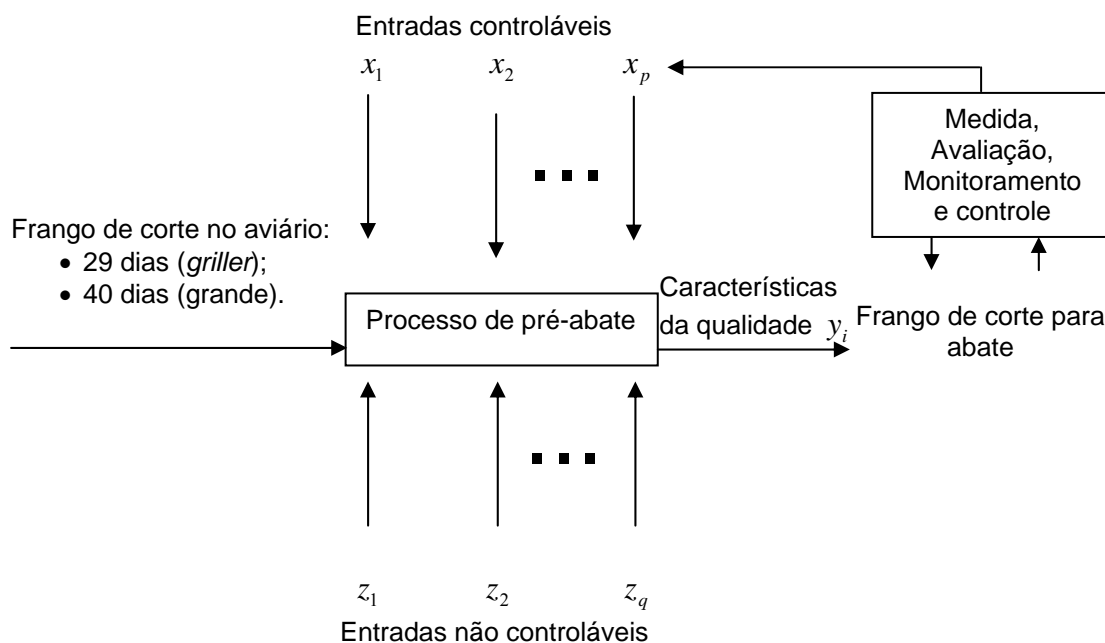 Entradas controláveis
x₁ x₂ xₚ
Medida,
Avaliação,
Monitoramento
e controle
Frango de corte no aviário:
• 29 dias (griller);
• 40 dias (grande).
Processo de pré-abate
Características
da qualidade yᵢ
Frango de corte para
abate
z₁ z₂ z_q
Entradas não controláveis